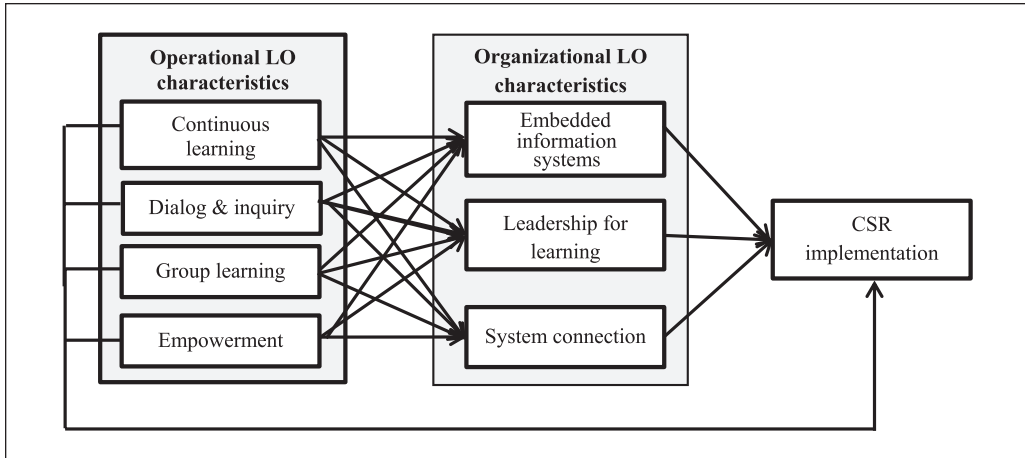 Operational LO
characteristics
Continuous
learning
Dialog & inquiry
Group learning
Empowerment
Organizational LO
characteristics
Embedded
information
systems
Leadership for
learning
System connection
CSR
implementation